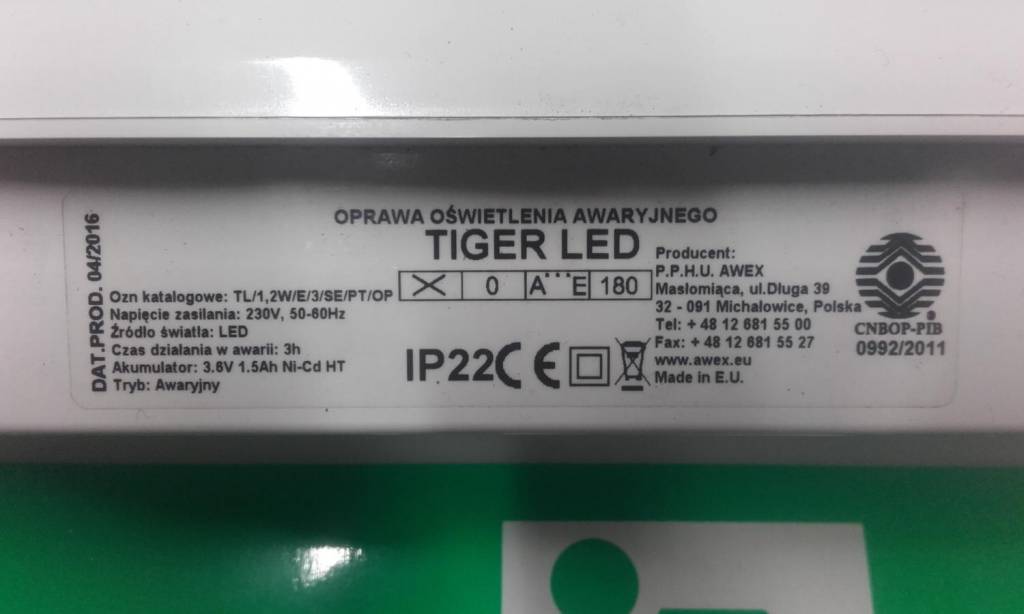 DAT.PROD. 04/2016
OPRAWA OŚWIETLENIA AWARYJNEGO
TIGER LED
X 0 A***E 180
Ozn katalogowe: TL/1,2W/E/3/SE/PT/OP
Napięcie zasilania: 230V, 50-60Hz
Źródło światła: LED
Czas dzialania w awarii: 3h
Akumulator: 3.6V 1.5Ah Ni-Cd HT
Tryb: Awaryjny
IP22 CE
Producent:
P.P.H.U. AWEX
Masłomiąca, ul.Długa 39
32 - 091 Michalowice, Polska
Tel: + 48 12 681 55 00
Fax: + 48 12 681 55 27
www.awex.eu
Made in E.U.
CNBOP-PIB
0992/2011